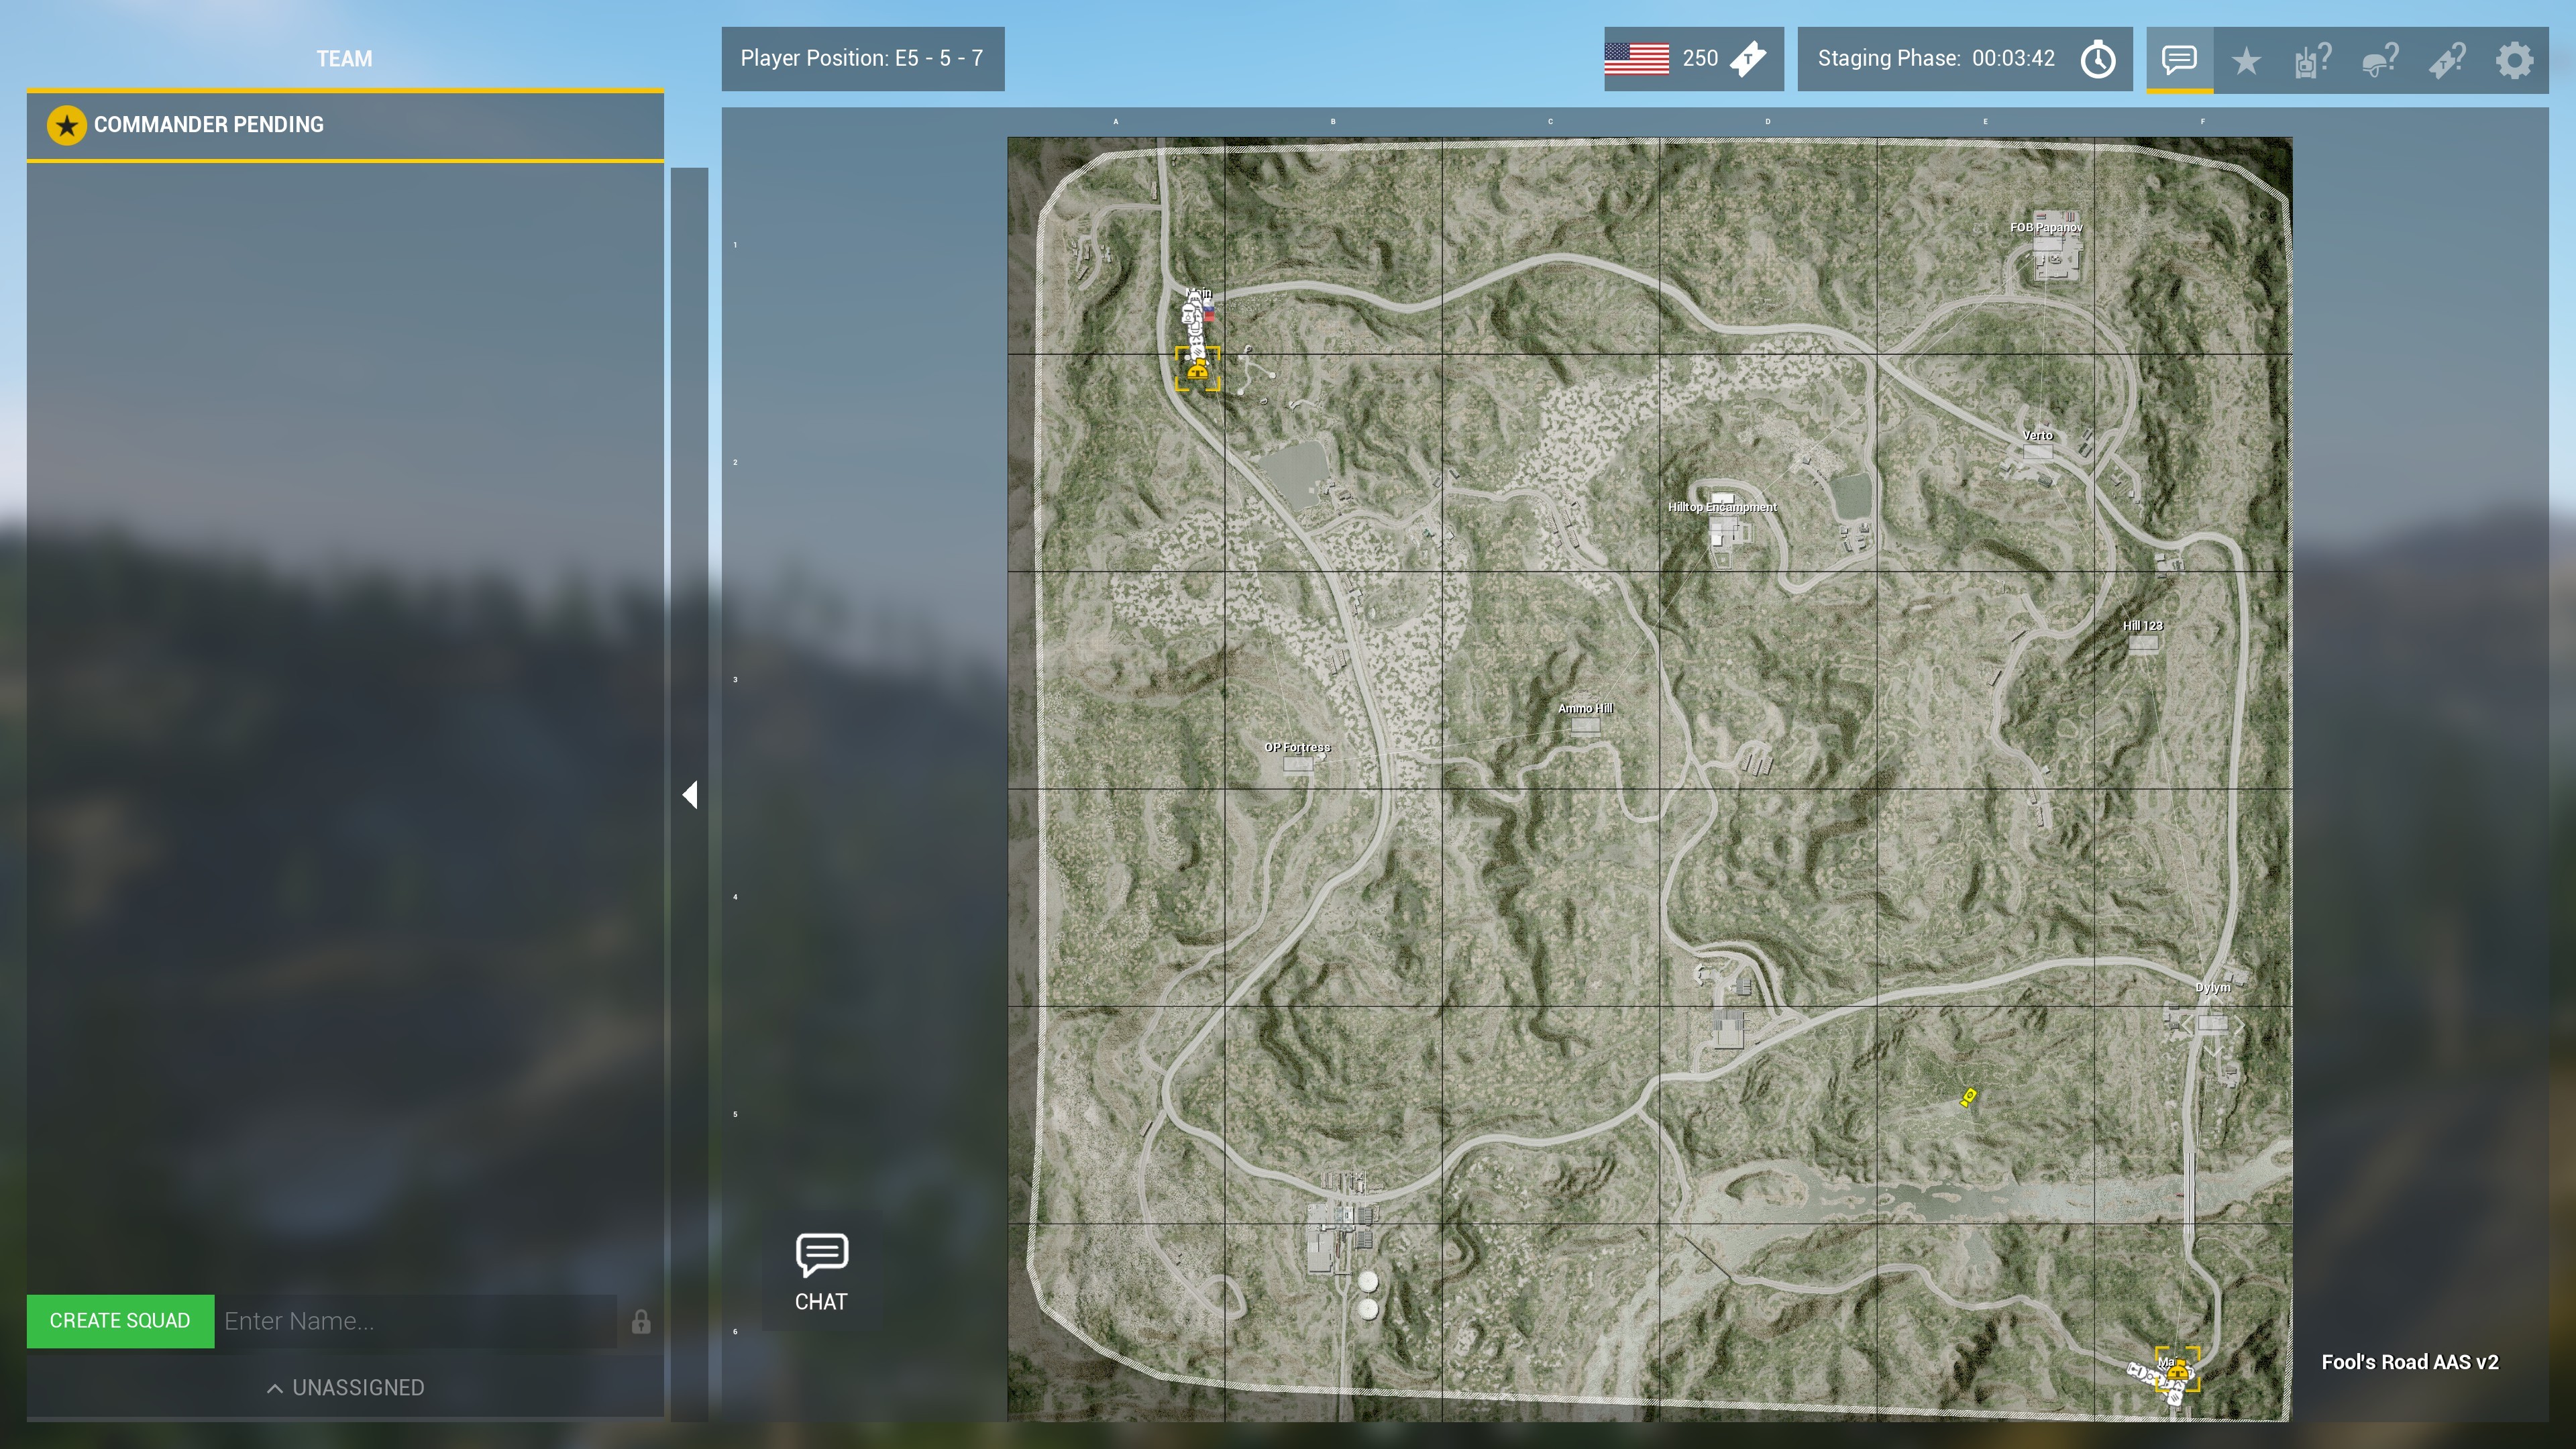 TEAM
Player Position: E5 - 5 - 7
250
Staging Phase: 00:03:42
COMMANDER PENDING
A B C D E F
1
FOB Papanov
Main
Verto
2
Hilltop Encampment
Hill 123
3
Ammo Hill
OP Fortress
4
Dylym
5
CHAT
CREATE SQUAD Enter Name...
6
Ma
Fool's Road AAS v2
UNASSIGNED